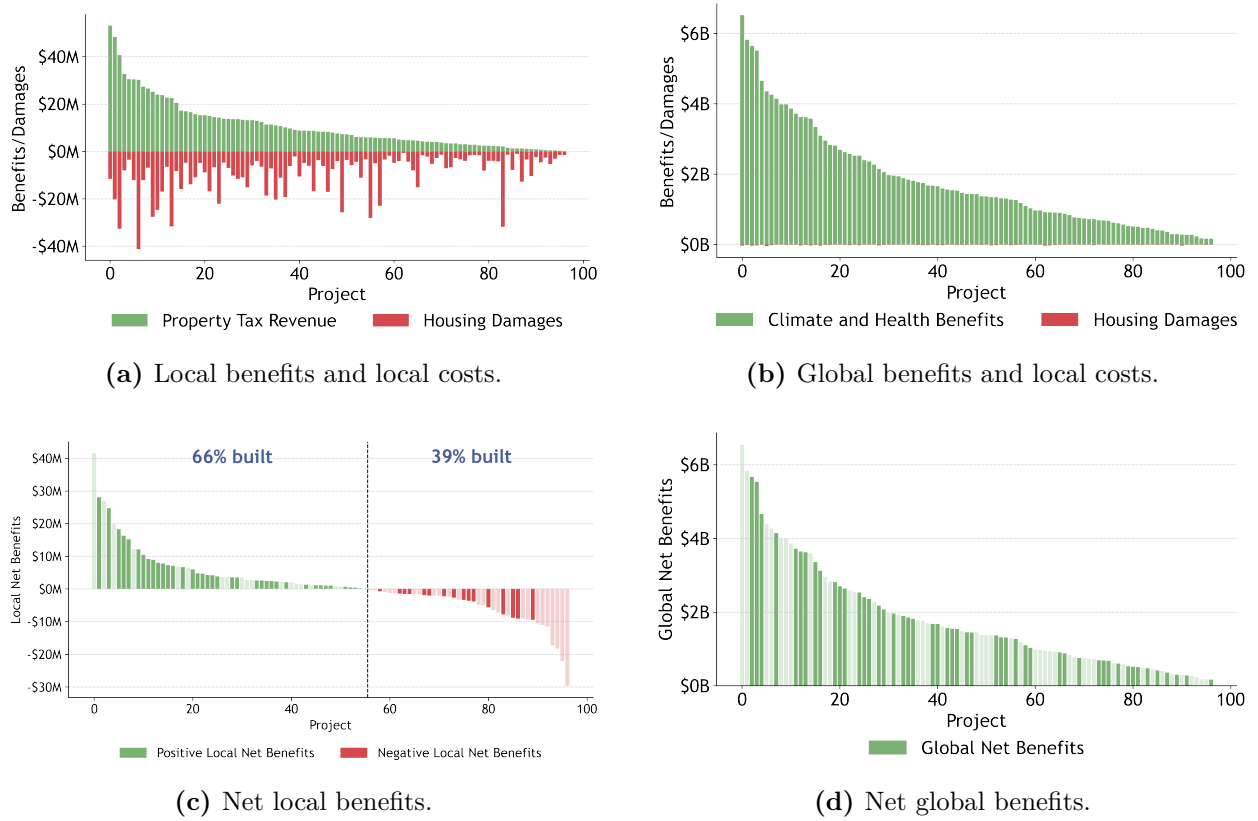 $40M
$20M
$0M
-$20M
-$40M
Benefits/Damages
0 20 40 60 80 100
Project
Property Tax Revenue Housing Damages
(a) Local benefits and local costs.
$6B
$4B
$2B
$0B
Benefits/Damages
0 20 40 60 80 100
Project
Climate and Health Benefits Housing Damages
(b) Global benefits and local costs.
66% built 39% built
$40M
$30M
$20M
$10M
$0M
-$10M
-$20M
-$30M
Local Net Benefits
0 20 40 60 80 100
Project
Positive Local Net Benefits Negative Local Net Benefits
(c) Net local benefits.
$6B
$4B
$2B
$0B
Global Net Benefits
0 20 40 60 80 100
Project
Global Net Benefits
(d) Net global benefits.